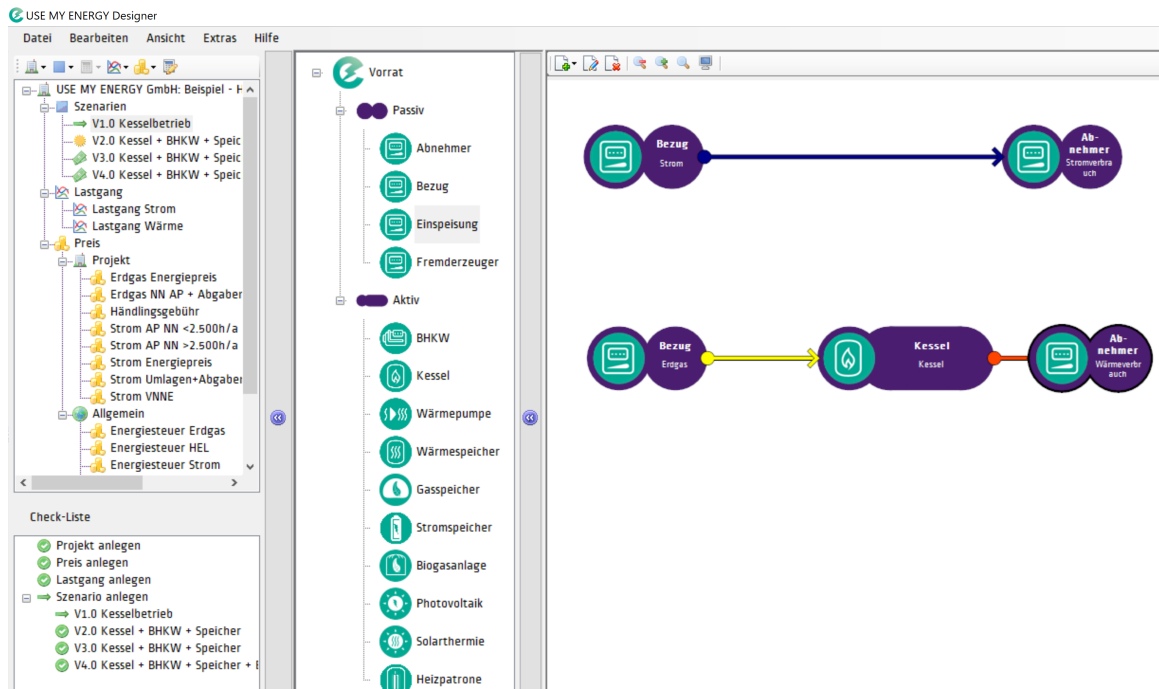 USE MY ENERGY Designer
Datei Bearbeiten Ansicht Extras Hilfe
USE MY ENERGY GmbH: Beispiel - H
Szenarien
V1.0 Kesselbetrieb
V2.0 Kessel + BHKW + Speic
V3.0 Kessel + BHKW + Speic
V4.0 Kessel + BHKW + Speic
Lastgang
Lastgang Strom
Lastgang Wärme
Preis
Projekt
Erdgas Energiepreis
Erdgas NN AP + Abgaber
Händlingsgebühr
Strom AP NN <2.500h/a
Strom AP NN >2.500h/a
Strom Energiepreis
Strom Umlagen+Abgaber
Strom VNNE
Allgemein
Energiesteuer Erdgas
Energiesteuer HEL
Energiesteuer Strom
Check-Liste
Projekt anlegen
Preis anlegen
Lastgang anlegen
Szenario anlegen
V1.0 Kesselbetrieb
V2.0 Kessel + BHKW + Speicher
V3.0 Kessel + BHKW + Speicher
V4.0 Kessel + BHKW + Speicher + E
Vorrat
Passiv
Abnehmer
Bezug
Einspeisung
Fremderzeuger
Aktiv
BHKW
Kessel
Wärmepumpe
Wärmespeicher
Gasspeicher
Stromspeicher
Biogasanlage
Photovoltaik
Solarthermie
Heizpatrone
Bezug
Strom
Ab-
nehmer
Stromverbra
uch
Bezug
Erdgas
Kessel
Kessel
Ab-
nehmer
Wärmeverbr
auch